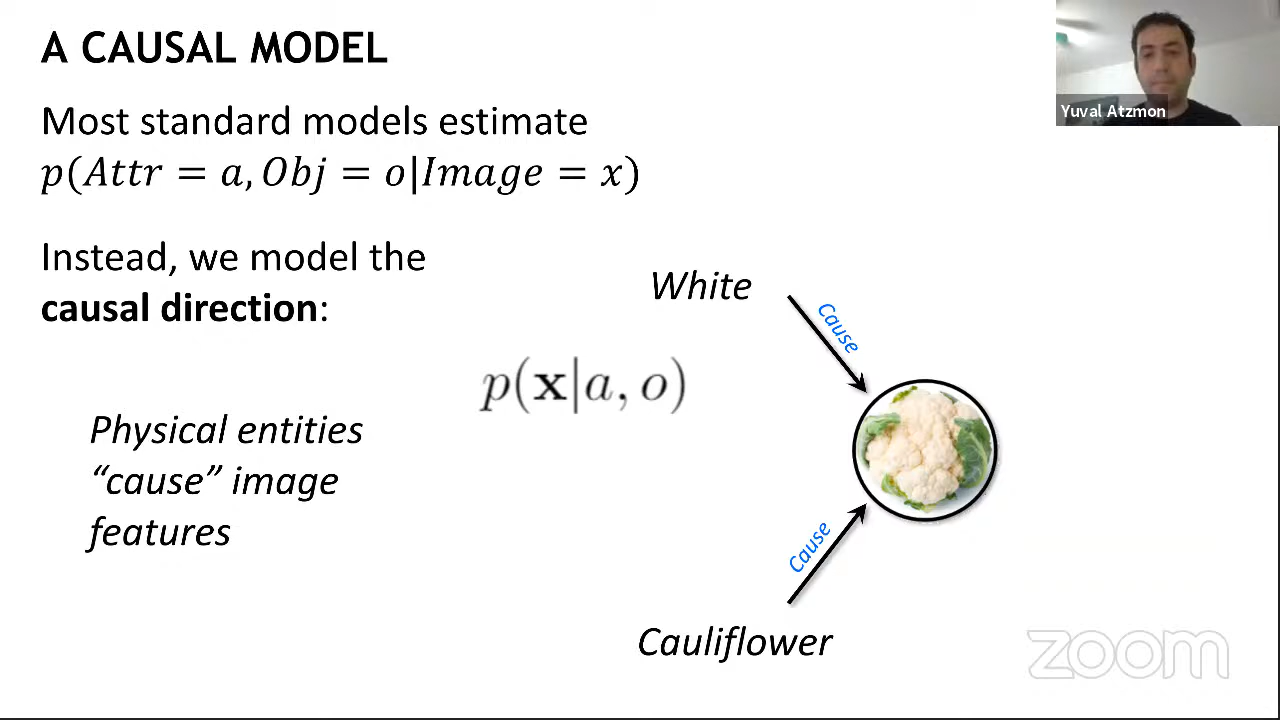 A CAUSAL MODEL
Yuval Atzmon
Most standard models estimate
p(Attr = a, Obj = o|Image = x)
Instead, we model the
causal direction:
White
Cause
p(x|a, o)
Physical entities
“cause” image
features
Cause
Cauliflower
zoom